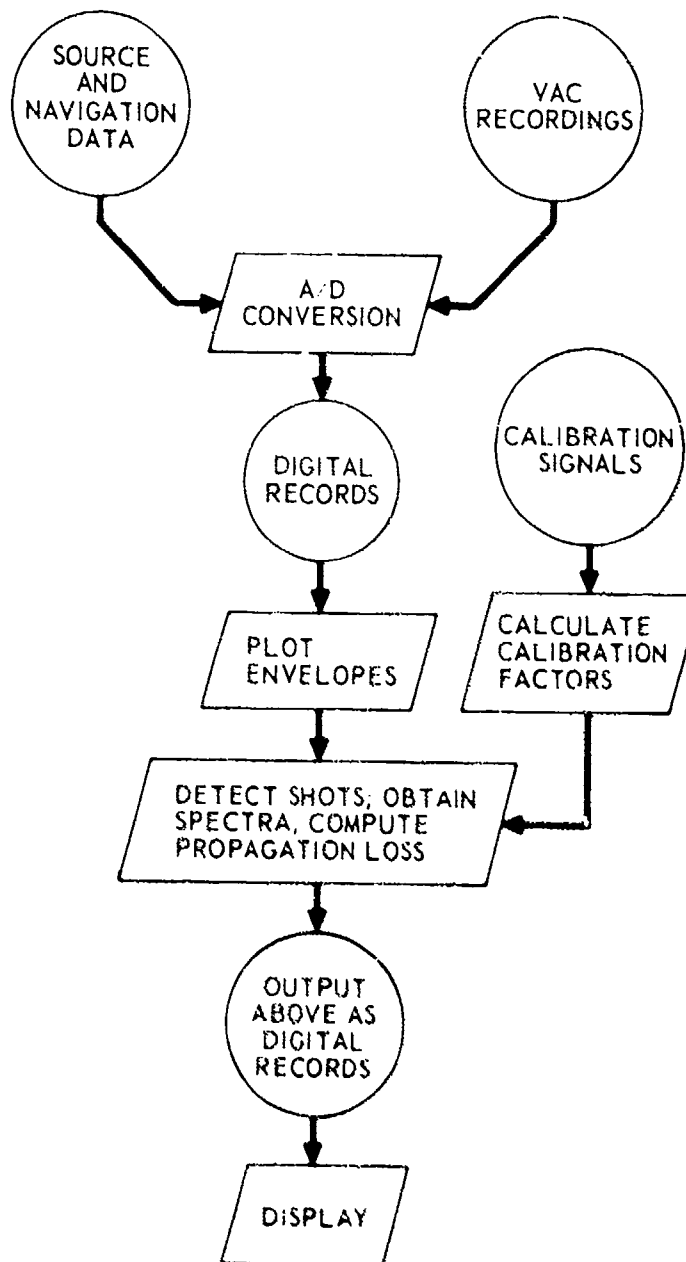 SOURCE
AND
NAVIGATION
DATA
VAC
RECORDINGS
A/D
CONVERSION
DIGITAL
RECORDS
CALIBRATION
SIGNALS
PLOT
ENVELOPES
CALCULATE
CALIBRATION
FACTORS
DETECT SHOTS; OBTAIN
SPECTRA, COMPUTE
PROPAGATION LOSS
OUTPUT
ABOVE AS
DIGITAL
RECORDS
DISPLAY